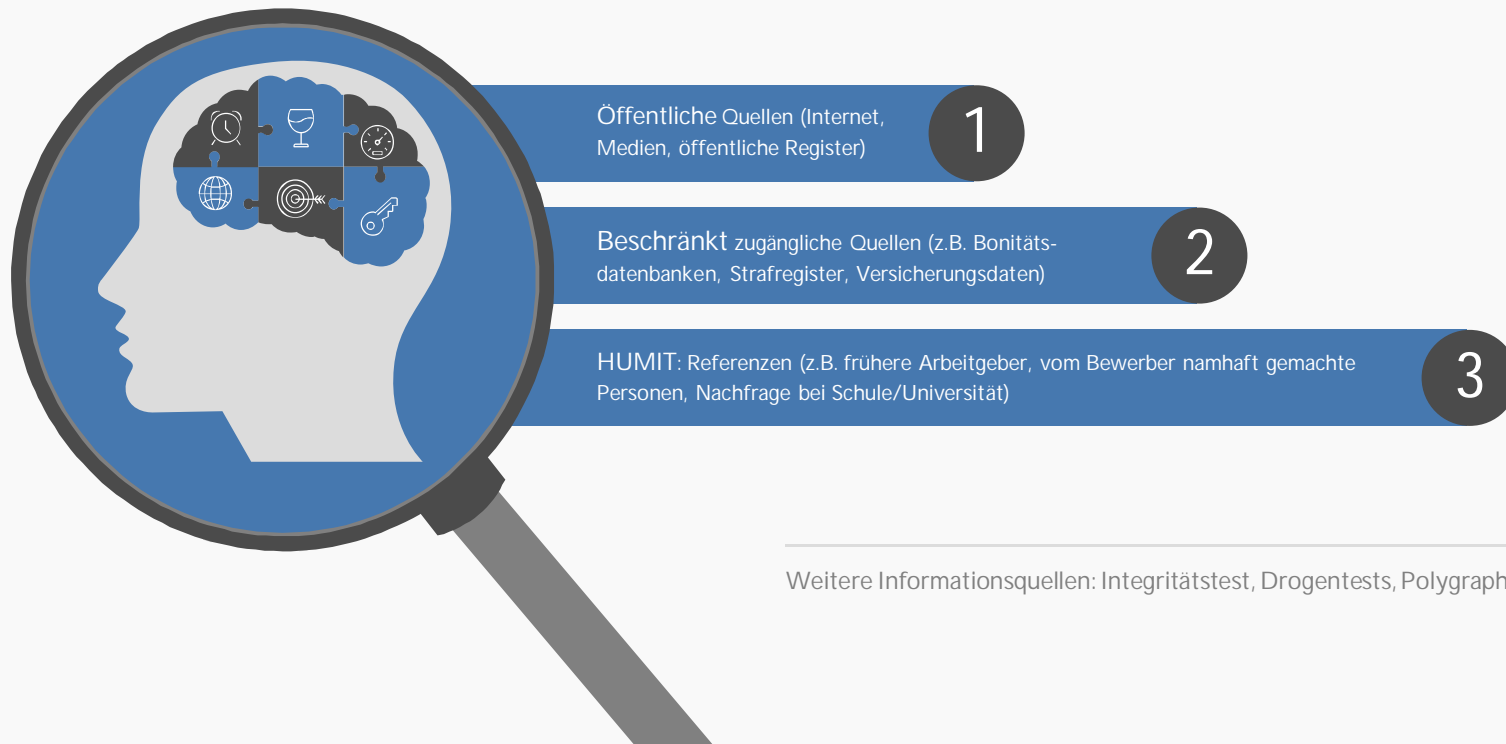 Öffentliche Quellen (Internet,
Medien, öffentliche Register)
1
Beschränkt zugängliche Quellen (z.B. Bonitäts-
datenbanken, Strafregister, Versicherungsdaten)
2
HUMIT: Referenzen (z.B. frühere Arbeitgeber, vom Bewerber namhaft gemachte
Personen, Nachfrage bei Schule/Universität)
3
Weitere Informationsquellen: Integritätstest, Drogentests, Polygraph